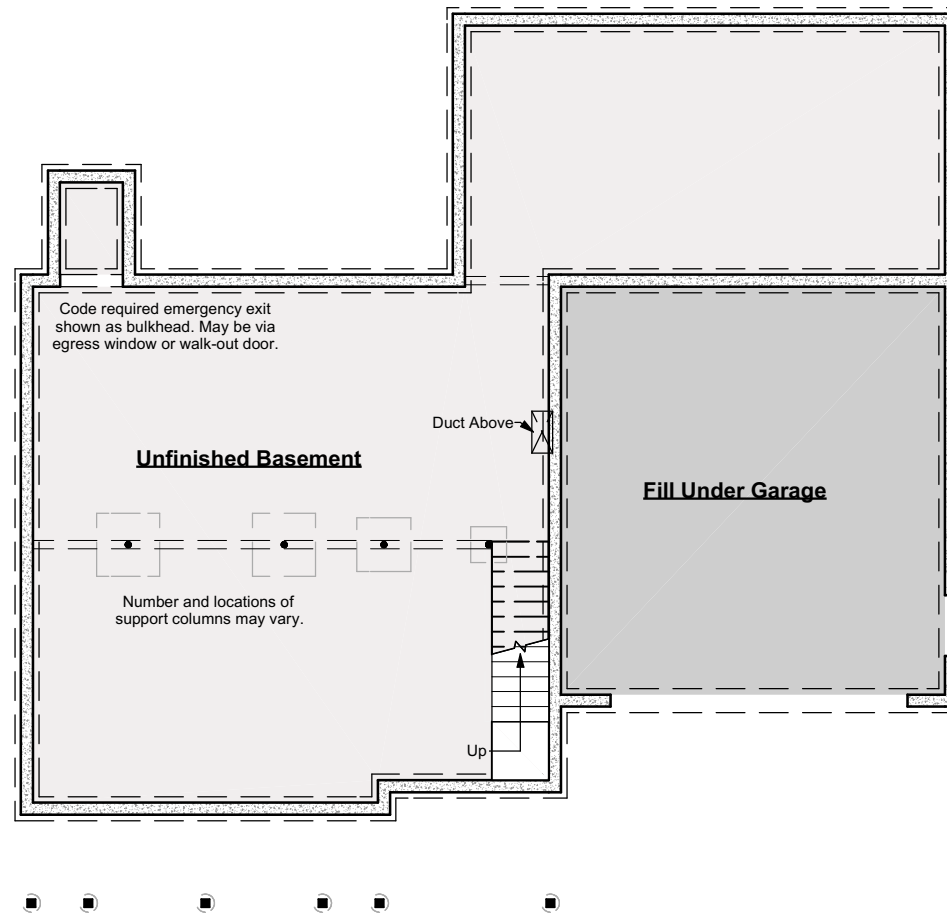 Code required emergency exit
shown as bulkhead. May be via
egress window or walk-out door.
Duct Above
Unfinished Basement
Fill Under Garage
Number and locations of
support columns may vary.
Up